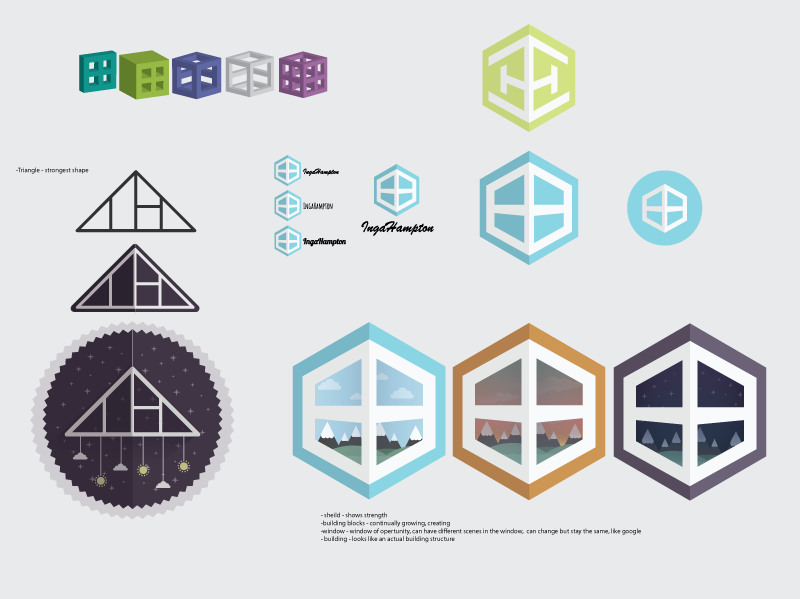 -Triangle - strongest shape
IngaHampton
INGAHAMPTON
IngaHampton
IngaHampton
- sheild - shows strength
-building blocks - continually growing, creating
-window - window of opertunity, can have different scenes in the window, can change but stay the same, like google
- building - looks like an actual building structure